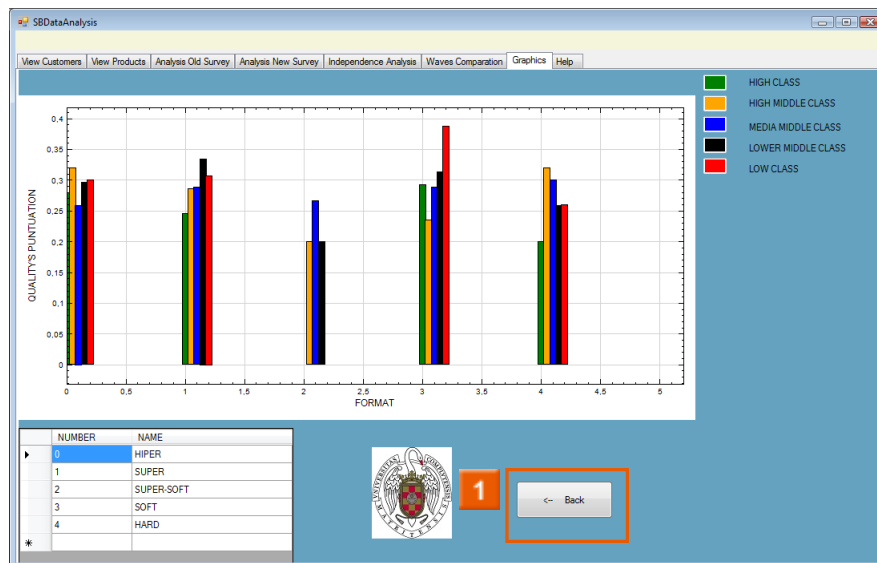 SBDataAnalysis
View Customers View Products Analysis Old Survey Analysis New Survey Independence Analysis Waves Comparation Graphics Help
HIGH CLASS
HIGH MIDDLE CLASS
MEDIA MIDDLE CLASS
LOWER MIDDLE CLASS
LOW CLASS
QUALITY'S PUNTUATION
0,4
0,35
0,3
0,25
0,2
0,15
0,1
0,05
0
0 0,5 1 1,5 2 2,5 3 3,5 4 4,5 5
FORMAT
NUMBER NAME
0 HIPER
1 SUPER
2 SUPER-SOFT
3 SOFT
4 HARD
1
<-- Back